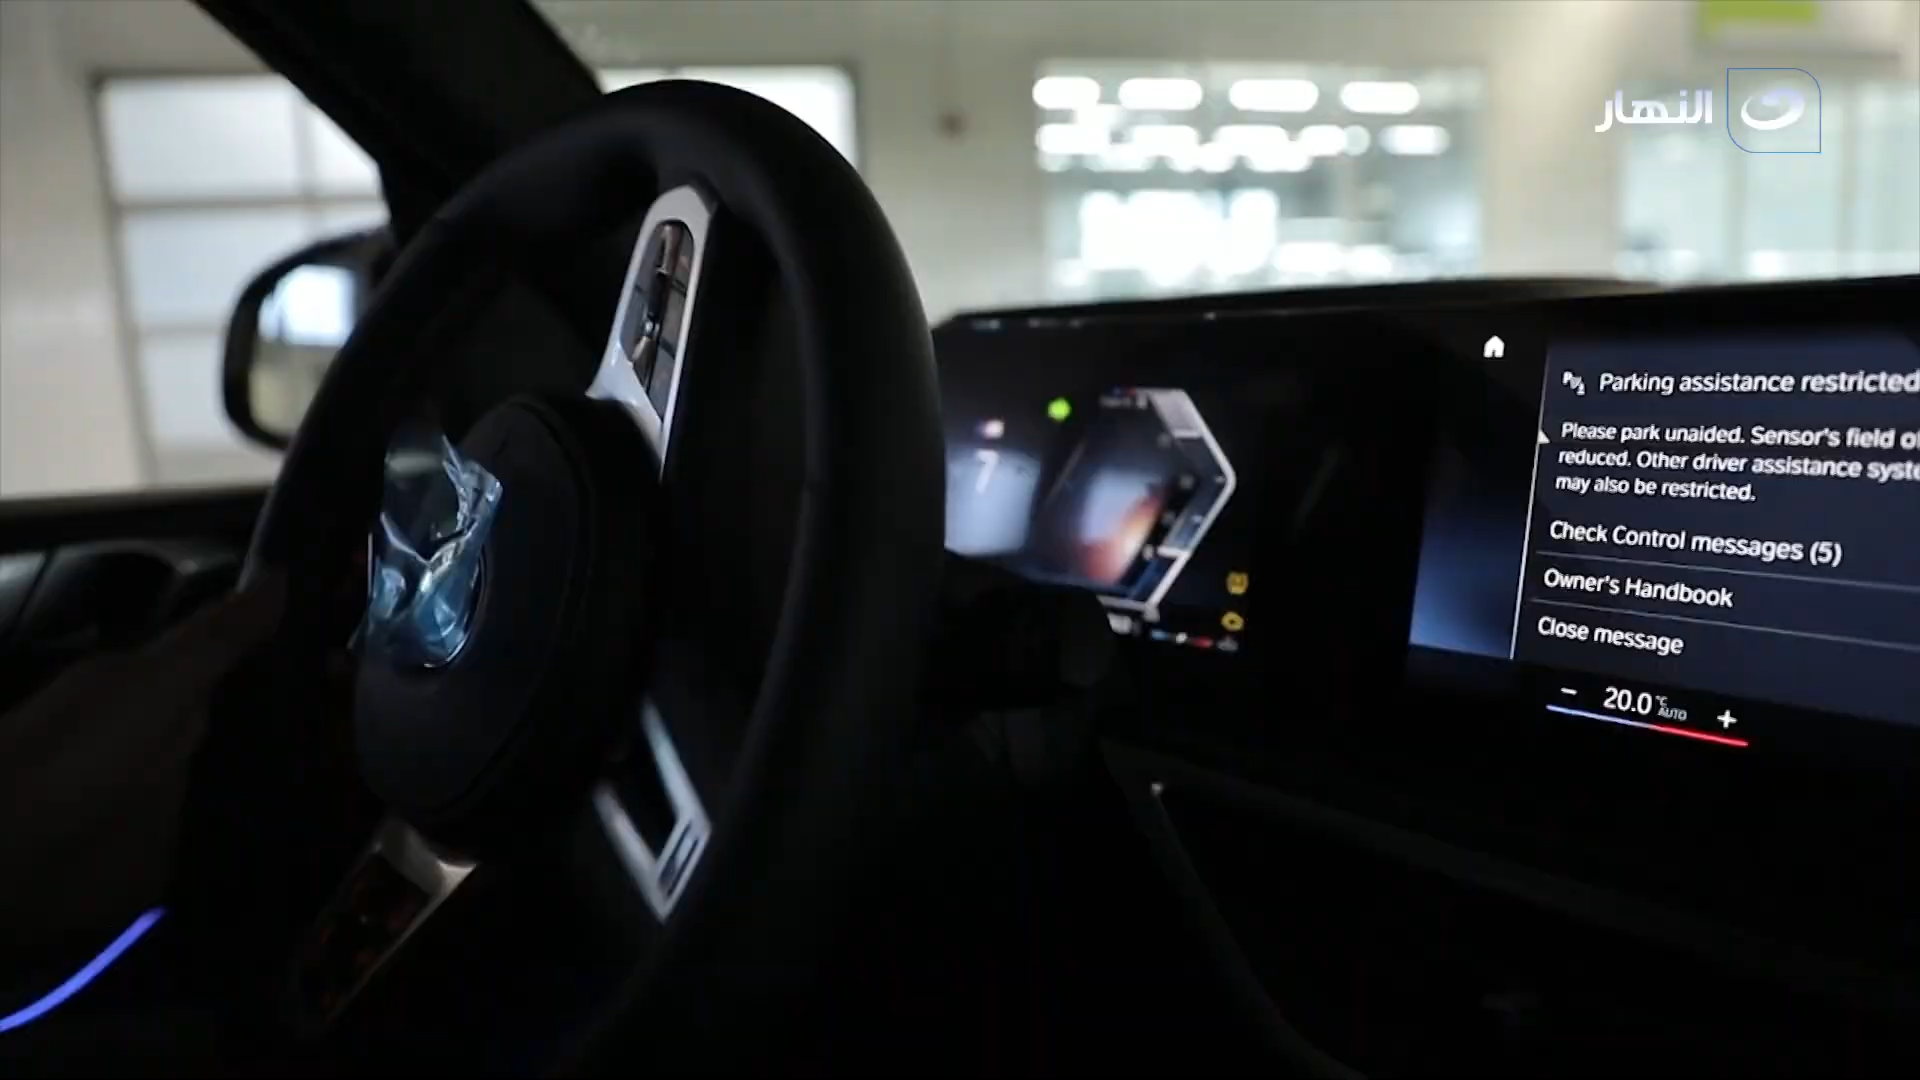 النهار
Parking assistance restricted
Please park unaided. Sensor's field o
reduced. Other driver assistance syste
may also be restricted.
Check Control messages (5)
Owner's Handbook
Close message
− 20.0 °C AUTO +
7